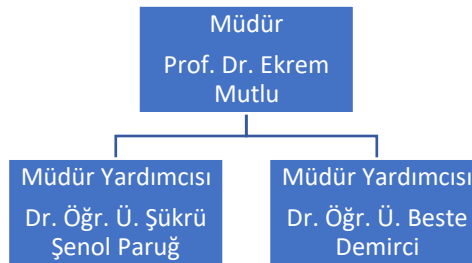 Müdür
Prof. Dr. Ekrem
Mutlu
Müdür Yardımcısı
Dr. Öğr. Ü. Şükrü
Şenol Paruğ
Müdür Yardımcısı
Dr. Öğr. Ü. Beste
Demirci